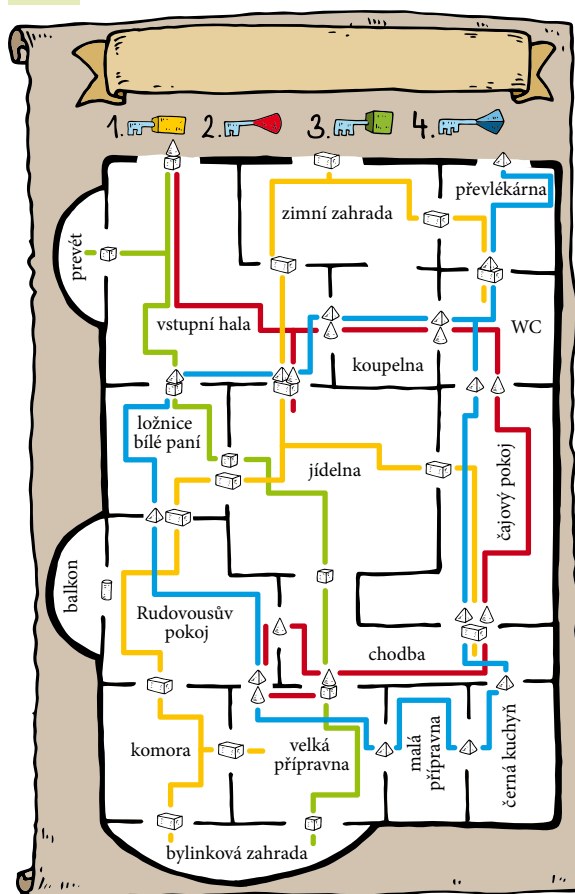 1. 2. 3. 4.
převlékárna
zimní zahrada
prevét
vstupní hala
WC
koupelna
ložnice
bílé paní
jídelna
čajový pokoj
balkon
Rudovousův
pokoj
chodba
komora
velká
přípravna
malá
přípravna
černá kuchyň
bylinková zahrada